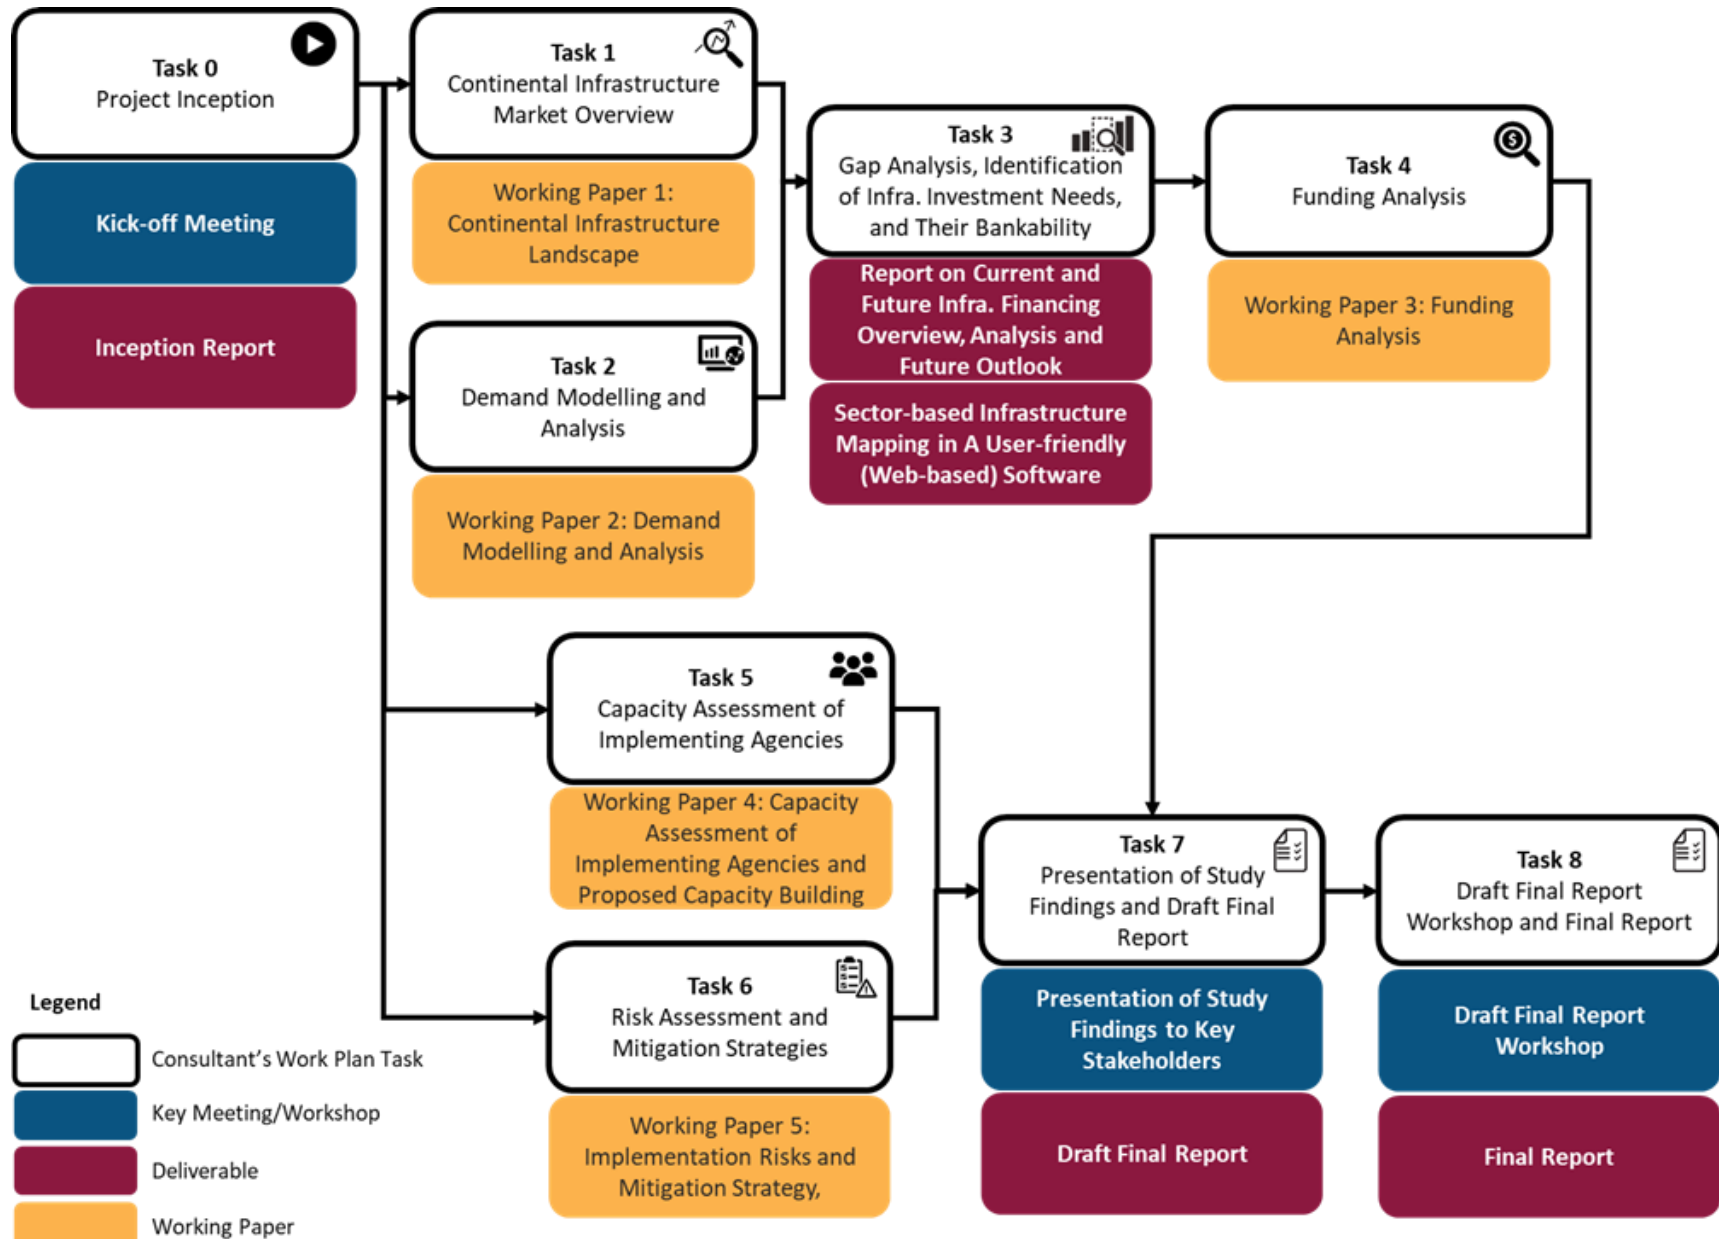 Task 0
Project Inception
Kick-off Meeting
Inception Report
Task 1
Continental Infrastructure
Market Overview
Working Paper 1:
Continental Infrastructure
Landscape
Task 2
Demand Modelling and
Analysis
Working Paper 2: Demand
Modelling and Analysis
Task 3
Gap Analysis, Identification
of Infra. Investment Needs,
and Their Bankability
Report on Current and
Future Infra. Financing
Overview, Analysis and
Future Outlook
Sector-based Infrastructure
Mapping in A User-friendly
(Web-based) Software
Task 4
Funding Analysis
Working Paper 3: Funding
Analysis
Task 5
Capacity Assessment of
Implementing Agencies
Working Paper 4: Capacity
Assessment of
Implementing Agencies and
Proposed Capacity Building
Task 6
Risk Assessment and
Mitigation Strategies
Working Paper 5:
Implementation Risks and
Mitigation Strategy,
Task 7
Presentation of Study
Findings and Draft Final
Report
Presentation of Study
Findings to Key
Stakeholders
Draft Final Report
Task 8
Draft Final Report
Workshop and Final Report
Draft Final Report
Workshop
Final Report
Legend
Consultant's Work Plan Task
Key Meeting/Workshop
Deliverable
Working Paper